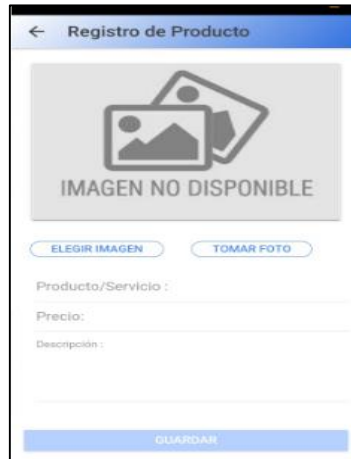 Registro de Producto
IMAGEN NO DISPONIBLE
ELEGIR IMAGEN TOMAR FOTO
Producto/Servicio :
Precio:
Descripción :
GUARDAR